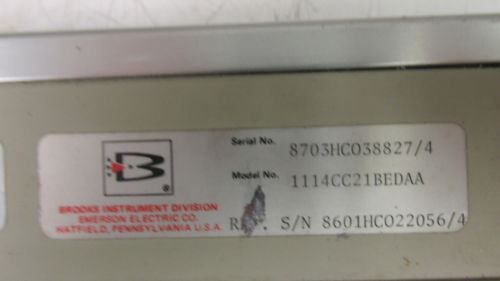 Serial No. 8703HC038827/4
Model No. 1114CC21BEDAA
B
®
BROOKS INSTRUMENT DIVISION
EMERSON ELECTRIC CO.
HATFIELD, PENNSYLVANIA U.S.A.
S/N 8601HC022056/4